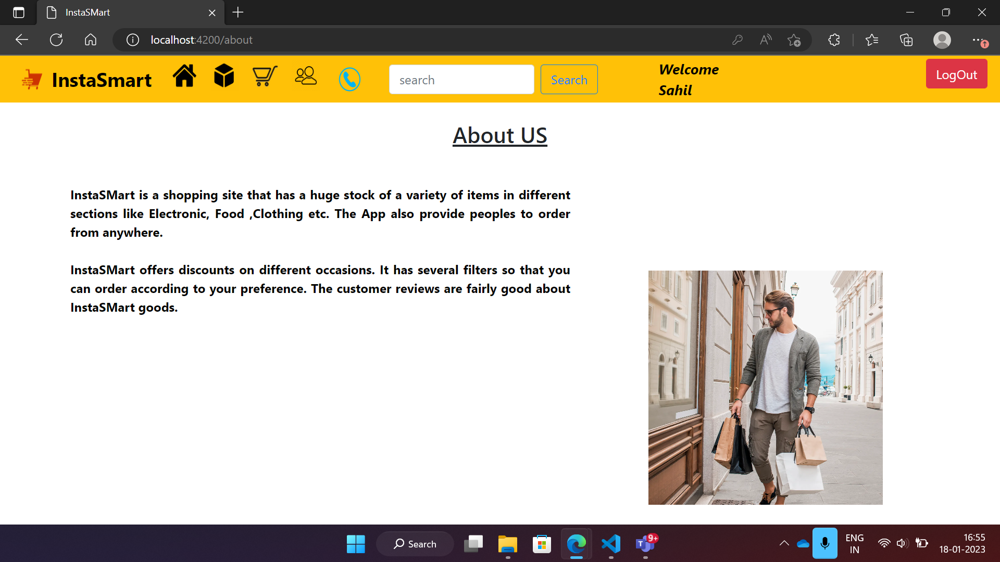 InstaSMart
localhost:4200/about
InstaSmart
search
Search
Welcome
Sahil
LogOut
About US
InstaSMart is a shopping site that has a huge stock of a variety of items in different
sections like Electronic, Food ,Clothing etc. The App also provide peoples to order
from anywhere.
InstaSMart offers discounts on different occasions. It has several filters so that you
can order according to your preference. The customer reviews are fairly good about
InstaSMart goods.
Search
T
9+
ENG
IN
16:55
18-01-2023